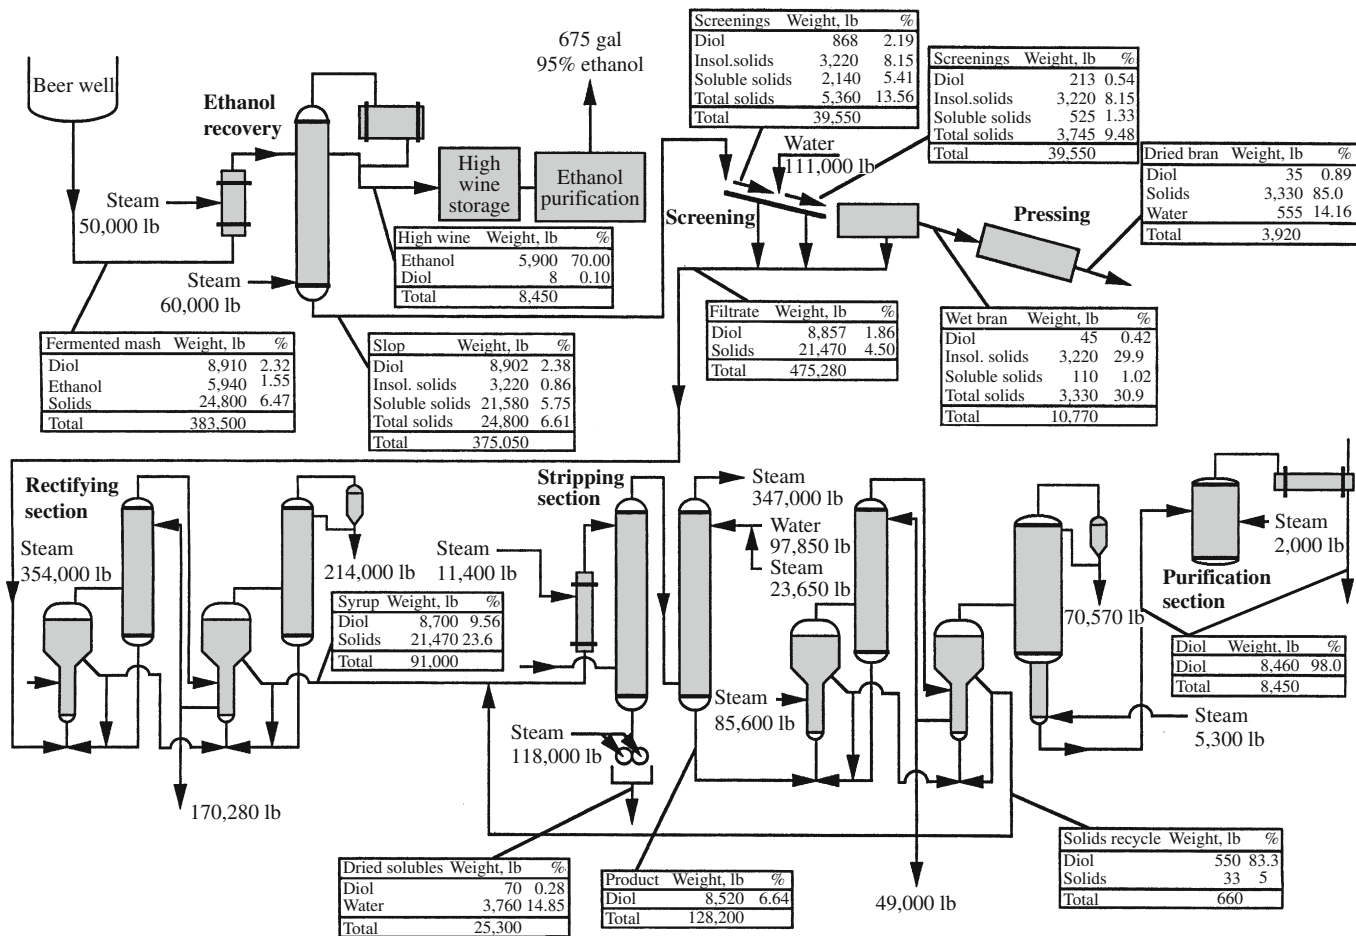 Beer well
Ethanol
recovery
675 gal
95% ethanol
Steam
50,000 lb
Steam
60,000 lb
High
wine
storage
Ethanol
purification
High wine Weight, lb %
Ethanol 5,900 70.00
Diol 8 0.10
Total 8,450
Screenings Weight, lb %
Diol 868 2.19
Insol.solids 3,220 8.15
Soluble solids 2,140 5.41
Total solids 5,360 13.56
Total 39,550
Screenings Weight, lb %
Diol 213 0.54
Insol.solids 3,220 8.15
Soluble solids 525 1.33
Total solids 3,745 9.48
Total 39,550
Water
111,000 lb
Screening
Pressing
Dried bran Weight, lb %
Diol 35 0.89
Solids 3,330 85.0
Water 555 14.16
Total 3,920
Fermented mash Weight, lb %
Diol 8,910 2.32
Ethanol 5,940 1.55
Solids 24,800 6.47
Total 383,500
Slop Weight, lb %
Diol 8,902 2.38
Insol. solids 3,220 0.86
Soluble solids 21,580 5.75
Total solids 24,800 6.61
Total 375,050
Filtrate Weight, lb %
Diol 8,857 1.86
Solids 21,470 4.50
Total 475,280
Wet bran Weight, lb %
Diol 45 0.42
Insol. solids 3,220 29.9
Soluble solids 110 1.02
Total solids 3,330 30.9
Total 10,770
Rectifying
section
Steam
354,000 lb
214,000 lb
170,280 lb
Syrup Weight, lb %
Diol 8,700 9.56
Solids 21,470 23.6
Total 91,000
Steam
11,400 lb
Stripping
section
Steam
347,000 lb
Water
97,850 lb
Steam
23,650 lb
Steam
118,000 lb
Steam
85,600 lb
49,000 lb
70,570 lb
Steam
5,300 lb
Steam
2,000 lb
Purification
section
Diol Weight, lb %
Diol 8,460 98.0
Total 8,450
Dried solubles Weight, lb %
Diol 70 0.28
Water 3,760 14.85
Total 25,300
Product Weight, lb %
Diol 8,520 6.64
Total 128,200
Solids recycle Weight, lb %
Diol 550 83.3
Solids 33 5
Total 660